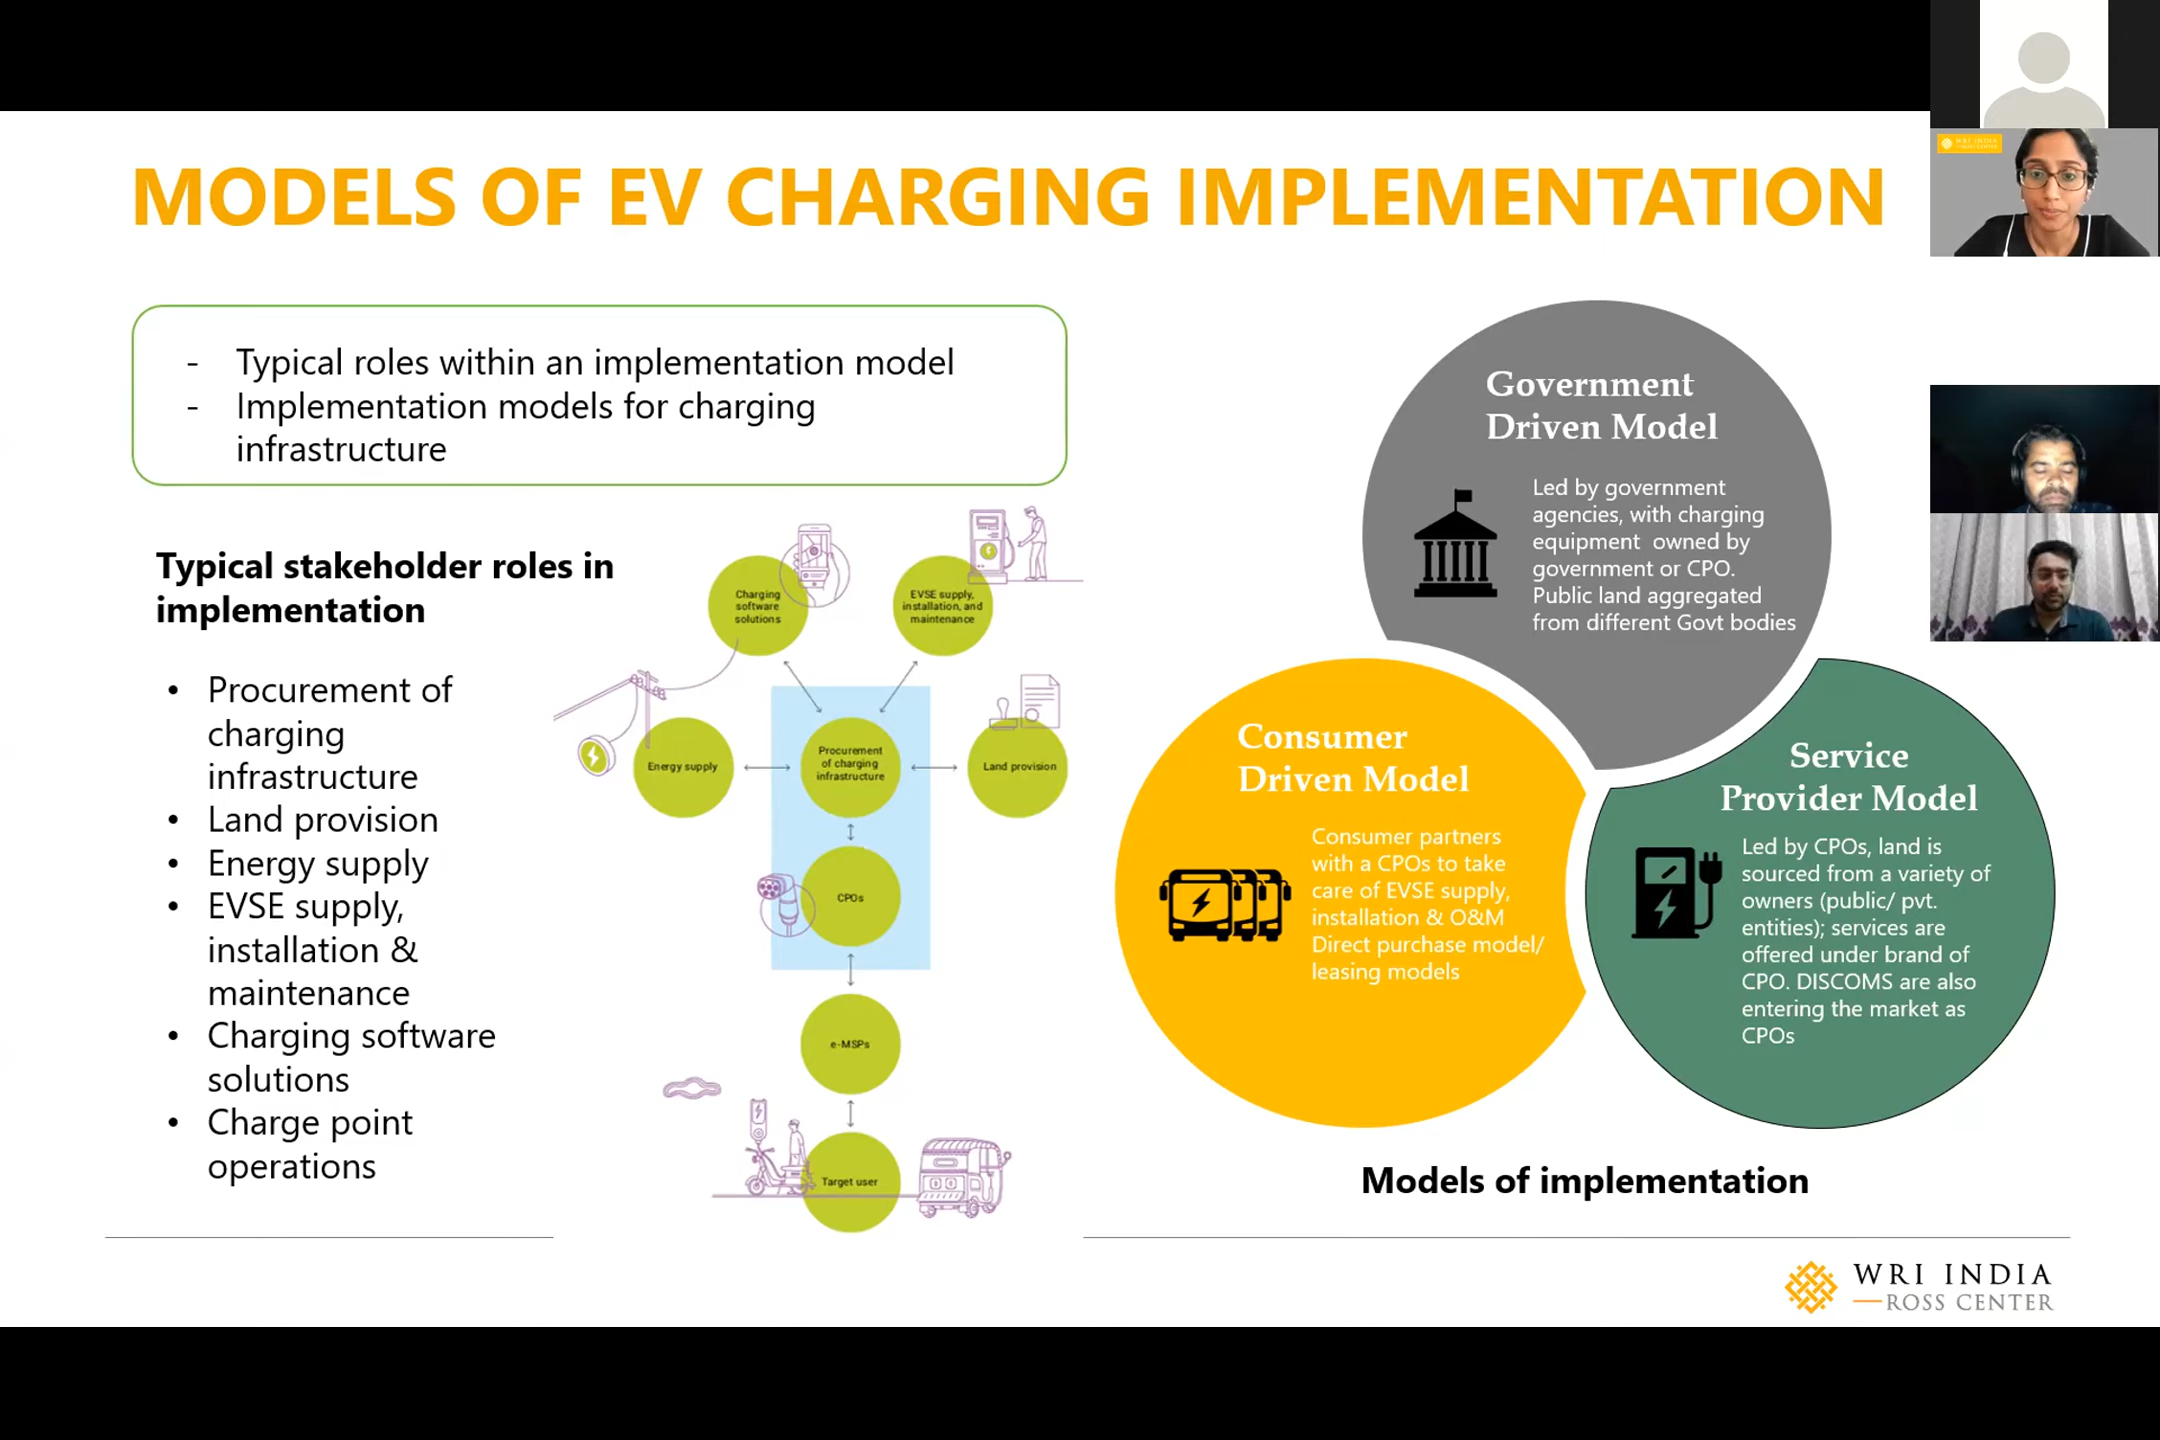 MODELS OF EV CHARGING IMPLEMENTATION
WRI INDIA
- Typical roles within an implementation model
- Implementation models for charging
infrastructure
Typical stakeholder roles in
implementation
• Procurement of
charging
infrastructure
• Land provision
• Energy supply
• EVSE supply,
installation &
maintenance
• Charging software
solutions
• Charge point
operations
Charging
software
solutions
EVSE supply,
installation, and
maintenance
Energy supply
Procurement
of charging
infrastructure
Land provision
CPOs
e-MSPs
Target user
Government
Driven Model
Led by government
agencies, with charging
equipment owned by
government or CPO.
Public land aggregated
from different Govt bodies
Consumer
Driven Model
Consumer partners
with a CPOs to take
care of EVSE supply,
installation & O&M
Direct purchase model/
leasing models
Service
Provider Model
Led by CPOs, land is
sourced from a variety of
owners (public/ pvt.
entities); services are
offered under brand of
CPO. DISCOMS are also
entering the market as
CPOs
Models of implementation
WRI INDIA
ROSS CENTER